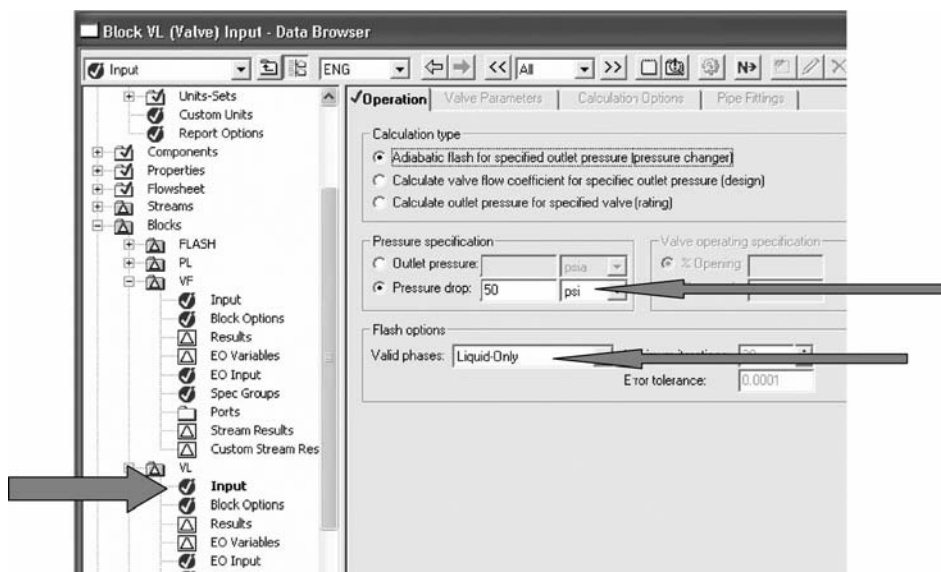 Block VL (Valve) Input - Data Browser
Input ENG << All >> N>
Units-Sets
Custom Units
Report Options
Components
Properties
Flowsheet
Streams
Blocks
FLASH
PL
VF
Input
Block Options
Results
EO Variables
EO Input
Spec Groups
Ports
Stream Results
Custom Stream Res
VL
Input
Block Options
Results
EO Variables
EO Input
Operation Valve Parameters Calculation Options Pipe Fittings
Calculation type
Adiabatic flash for specified outlet pressure (pressure changer)
Calculate valve flow coefficient for specified outlet pressure (design)
Calculate outlet pressure for specified valve (rating)
Pressure specification
Outlet pressure: psia
Pressure drop: 50 psi
Valve operating specification
% Opening
Flash options
Valid phases: Liquid-Only
Error tolerance: 0.0001